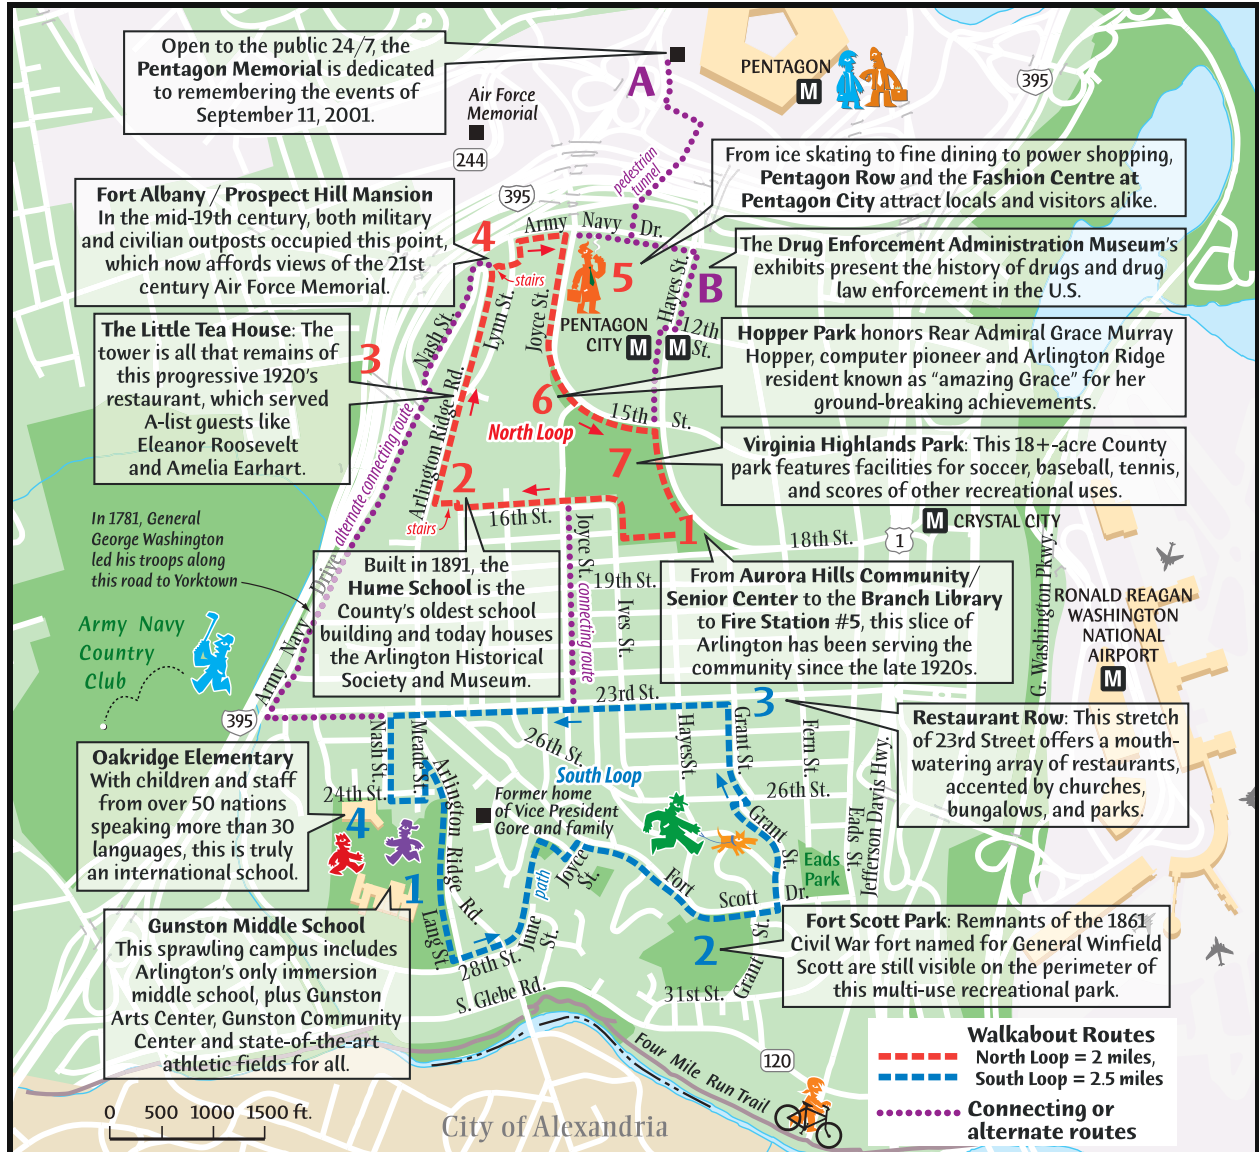 Open to the public 24/7, the
Pentagon Memorial is dedicated
to remembering the events of
September 11, 2001.
A
PENTAGON
M
395
Air Force
Memorial
244
395
pedestrian
tunnel
From ice skating to fine dining to power shopping,
Pentagon Row and the Fashion Centre at
Pentagon City attract locals and visitors alike.
Fort Albany / Prospect Hill Mansion
In the mid-19th century, both military
and civilian outposts occupied this point,
which now affords views of the 21st
century Air Force Memorial.
4
Army Navy Dr.
stairs
5
B
The Drug Enforcement Administration Museum's
exhibits present the history of drugs and drug
law enforcement in the U.S.
Hayes St.
Lynn St.
Joyce St.
Nash St.
PENTAGON
CITY M
M
12th
St.
The Little Tea House: The
tower is all that remains of
this progressive 1920's
restaurant, which served
A-list guests like
Eleanor Roosevelt
and Amelia Earhart.
3
Hopper Park honors Rear Admiral Grace Murray
Hopper, computer pioneer and Arlington Ridge
resident known as "amazing Grace" for her
ground-breaking achievements.
6
15th St.
North Loop
Arlington Ridge Rd.
alternate connecting route
Virginia Highlands Park: This 18+-acre County
park features facilities for soccer, baseball, tennis,
and scores of other recreational uses.
7
2
stairs
16th St.
1
M CRYSTAL CITY
18th St.
1
In 1781, General
George Washington
led his troops along
this road to Yorktown
Army Navy Drive
Built in 1891, the
Hume School is the
County's oldest school
building and today houses
the Arlington Historical
Society and Museum.
Joyce St.
connecting route
19th St.
Ives St.
From Aurora Hills Community/
Senior Center to the Branch Library
to Fire Station #5, this slice of
Arlington has been serving the
community since the late 1920s.
G. Washington Pkwy.
RONALD REAGAN
WASHINGTON
NATIONAL
AIRPORT
M
Army Navy
Country
Club
395
23rd St.
3
Restaurant Row: This stretch
of 23rd Street offers a mouth-
watering array of restaurants,
accented by churches,
bungalows, and parks.
Nash St.
Meade St.
26th St.
Hayes St.
Grant St.
Fern St.
Jefferson Davis Hwy.
Oakridge Elementary
With children and staff
from over 50 nations
speaking more than 30
languages, this is truly
an international school.
24th St.
4
Arlington Ridge Rd.
South Loop
Former home
of Vice President
Gore and family
26th St.
Grant St.
Eads St.
Eads
Park
path
Joyce St.
Fort Scott Dr.
1
Gunston Middle School
This sprawling campus includes
Arlington's only immersion
middle school, plus Gunston
Arts Center, Gunston Community
Center and state-of-the-art
athletic fields for all.
Lang St.
28th St.
June St.
2
Grant St.
Fort Scott Park: Remnants of the 1861
Civil War fort named for General Winfield
Scott are still visible on the perimeter of
this multi-use recreational park.
S. Glebe Rd.
31st St.
Four Mile Run Trail
120
Walkabout Routes
North Loop = 2 miles,
South Loop = 2.5 miles
Connecting or
alternate routes
0 500 1000 1500 ft.
City of Alexandria